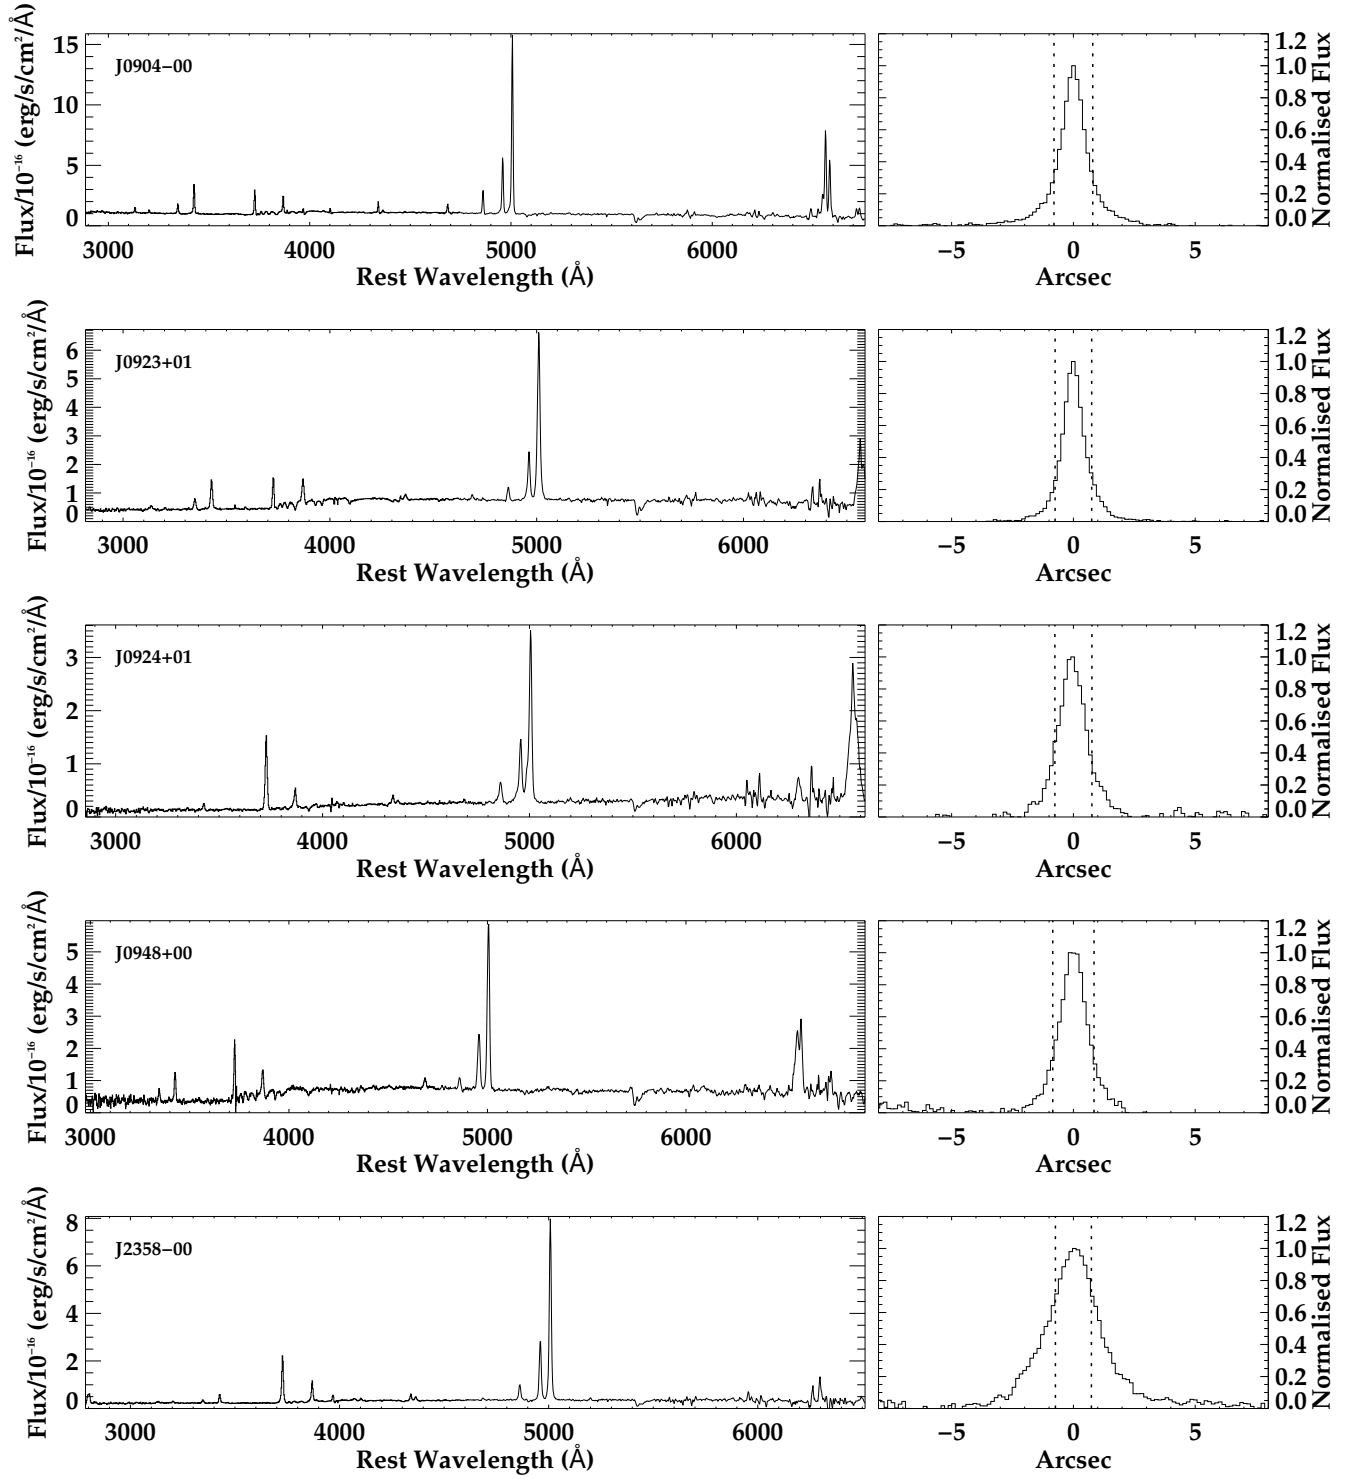 Flux/10⁻¹⁶ (erg/s/cm²/Å)
15
10
5
0
J0904−00
3000 4000 5000 6000
Rest Wavelength (Å)
−5 0 5
Arcsec
1.2
1.0
0.8
0.6
0.4
0.2
0.0
Normalised Flux
Flux/10⁻¹⁶ (erg/s/cm²/Å)
6
5
4
3
2
1
0
J0923+01
3000 4000 5000 6000
Rest Wavelength (Å)
−5 0 5
Arcsec
1.2
1.0
0.8
0.6
0.4
0.2
0.0
Normalised Flux
Flux/10⁻¹⁶ (erg/s/cm²/Å)
3
2
1
0
J0924+01
3000 4000 5000 6000
Rest Wavelength (Å)
−5 0 5
Arcsec
1.2
1.0
0.8
0.6
0.4
0.2
0.0
Normalised Flux
Flux/10⁻¹⁶ (erg/s/cm²/Å)
5
4
3
2
1
0
J0948+00
3000 4000 5000 6000
Rest Wavelength (Å)
−5 0 5
Arcsec
1.2
1.0
0.8
0.6
0.4
0.2
0.0
Normalised Flux
Flux/10⁻¹⁶ (erg/s/cm²/Å)
8
6
4
2
0
J2358−00
3000 4000 5000 6000
Rest Wavelength (Å)
−5 0 5
Arcsec
1.2
1.0
0.8
0.6
0.4
0.2
0.0
Normalised Flux